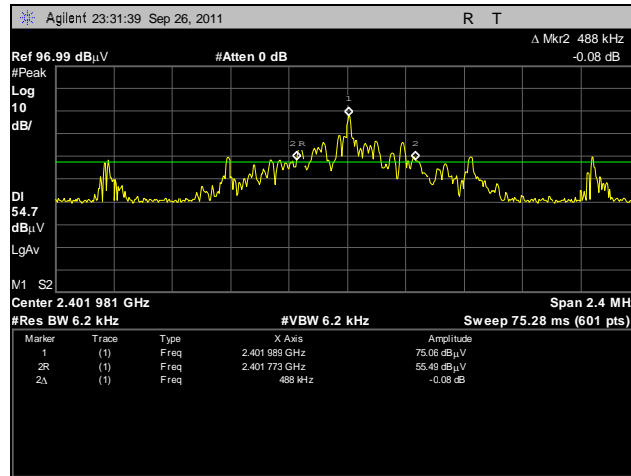 Agilent 23:31:39 Sep 26, 2011 R T
Δ Mkr2 488 kHz
Ref 96.99 dBμV #Atten 0 dB -0.08 dB
#Peak
Log
10
dB/
1
2R
2
DI
54.7
dBμV
LgAv
M1 S2
Center 2.401 981 GHz Span 2.4 MH
#Res BW 6.2 kHz #VBW 6.2 kHz Sweep 75.28 ms (601 pts)
Marker Trace Type X Axis Amplitude
1 (1) Freq 2.401 989 GHz 75.06 dBμV
2R (1) Freq 2.401 773 GHz 55.49 dBμV
2Δ (1) Freq 488 kHz -0.08 dB